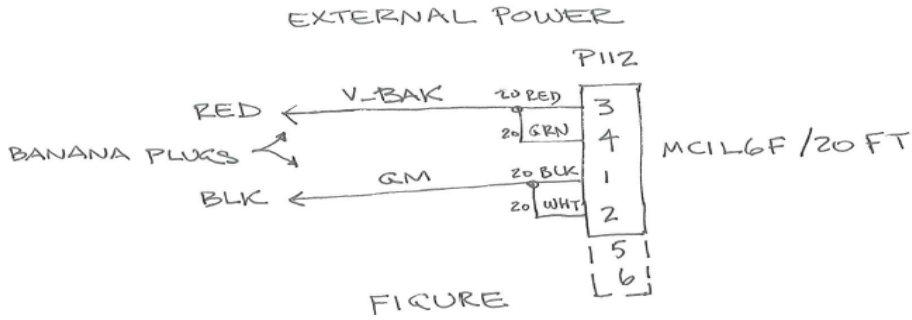 EXTERNAL POWER
P112
RED V-BAK 20 RED 3
20 GRN 4
BANANA PLUGS MCIL6F/20FT
BLK GM 20 BLK 1
20 WHT 2
5
6
FIGURE